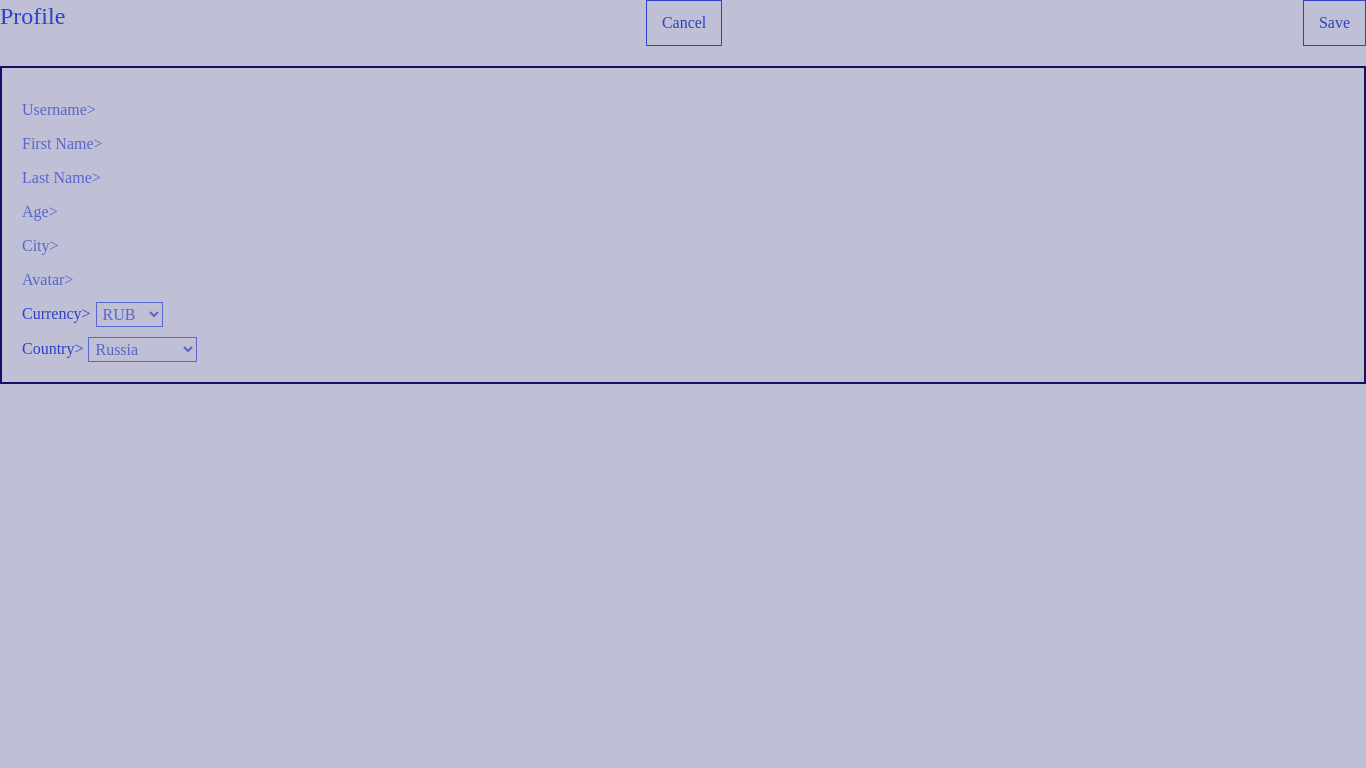 Profile Cancel Save
Username>
First Name>
Last Name>
Age>
City>
Avatar>
Currency> RUB
Country> Russia